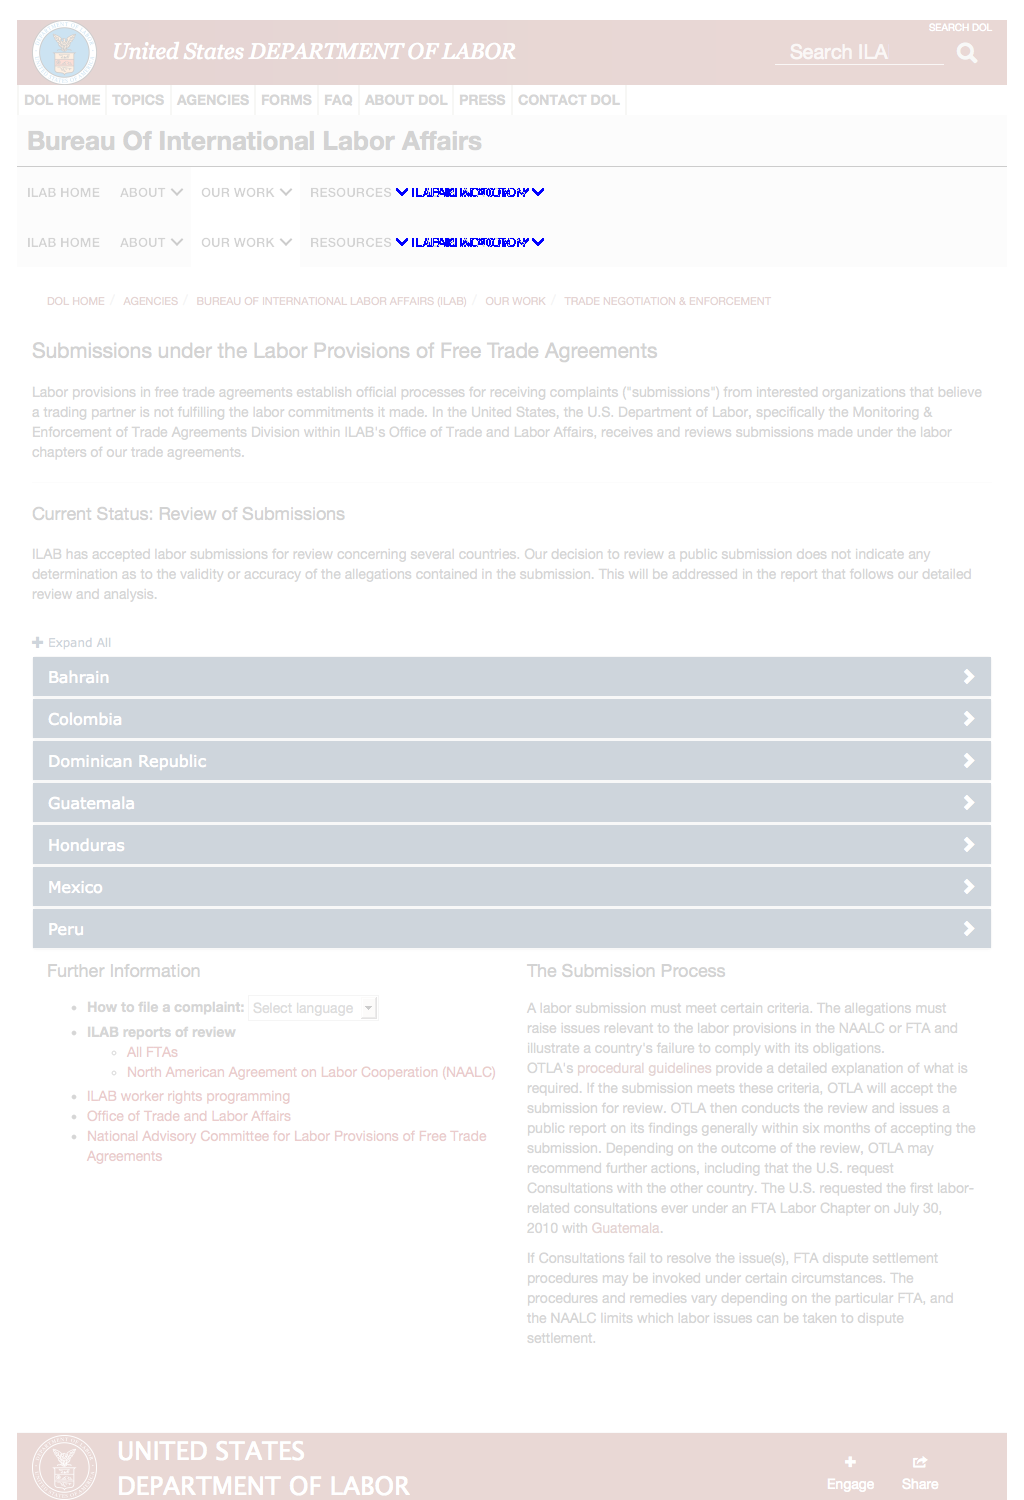 SEARCH DOL
United States DEPARTMENT OF LABOR
Search ILA
DOL HOME TOPICS AGENCIES FORMS FAQ ABOUT DOL PRESS CONTACT DOL
Bureau Of International Labor Affairs
ILAB HOME ABOUT OUR WORK RESOURCES
ILAB HOME ABOUT OUR WORK RESOURCES
DOL HOME / AGENCIES / BUREAU OF INTERNATIONAL LABOR AFFAIRS (ILAB) / OUR WORK / TRADE NEGOTIATION & ENFORCEMENT
Submissions under the Labor Provisions of Free Trade Agreements
Labor provisions in free trade agreements establish official processes for receiving complaints ("submissions") from interested organizations that believe
a trading partner is not fulfilling the labor commitments it made. In the United States, the U.S. Department of Labor, specifically the Monitoring &
Enforcement of Trade Agreements Division within ILAB's Office of Trade and Labor Affairs, receives and reviews submissions made under the labor
chapters of our trade agreements.
Current Status: Review of Submissions
ILAB has accepted labor submissions for review concerning several countries. Our decision to review a public submission does not indicate any
determination as to the validity or accuracy of the allegations contained in the submission. This will be addressed in the report that follows our detailed
review and analysis.
Expand All
Bahrain
Colombia
Dominican Republic
Guatemala
Honduras
Mexico
Peru
Further Information
• How to file a complaint: Select language
• ILAB reports of review
◦ All FTAs
◦ North American Agreement on Labor Cooperation (NAALC)
• ILAB worker rights programming
• Office of Trade and Labor Affairs
• National Advisory Committee for Labor Provisions of Free Trade
Agreements
The Submission Process
A labor submission must meet certain criteria. The allegations must
raise issues relevant to the labor provisions in the NAALC or FTA and
illustrate a country's failure to comply with its obligations.
OTLA's procedural guidelines provide a detailed explanation of what is
required. If the submission meets these criteria, OTLA will accept the
submission for review. OTLA then conducts the review and issues a
public report on its findings generally within six months of accepting the
submission. Depending on the outcome of the review, OTLA may
recommend further actions, including that the U.S. request
Consultations with the other country. The U.S. requested the first labor-
related consultations ever under an FTA Labor Chapter on July 30,
2010 with Guatemala.
If Consultations fail to resolve the issue(s), FTA dispute settlement
procedures may be invoked under certain circumstances. The
procedures and remedies vary depending on the particular FTA, and
the NAALC limits which labor issues can be taken to dispute
settlement.
UNITED STATES
DEPARTMENT OF LABOR
Engage Share